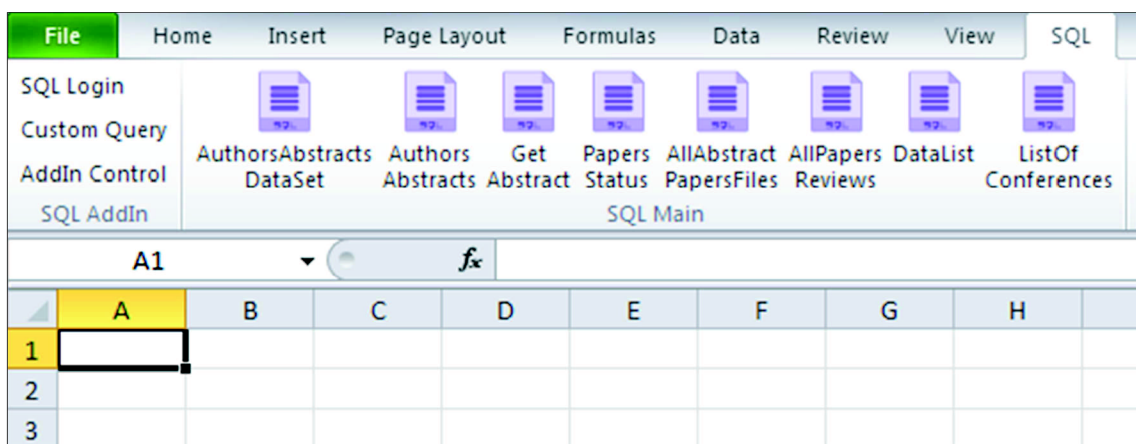 File Home Insert Page Layout Formulas Data Review View SQL
SQL Login
Custom Query
AddIn Control
SQL AddIn
AuthorsAbstracts
DataSet
Authors
Abstracts
Get
Abstract
Papers
Status
AllAbstract
PapersFiles
AllPapers
Reviews
DataList
ListOf
Conferences
SQL Main
A1 fx
A B C D E F G H
1
2
3